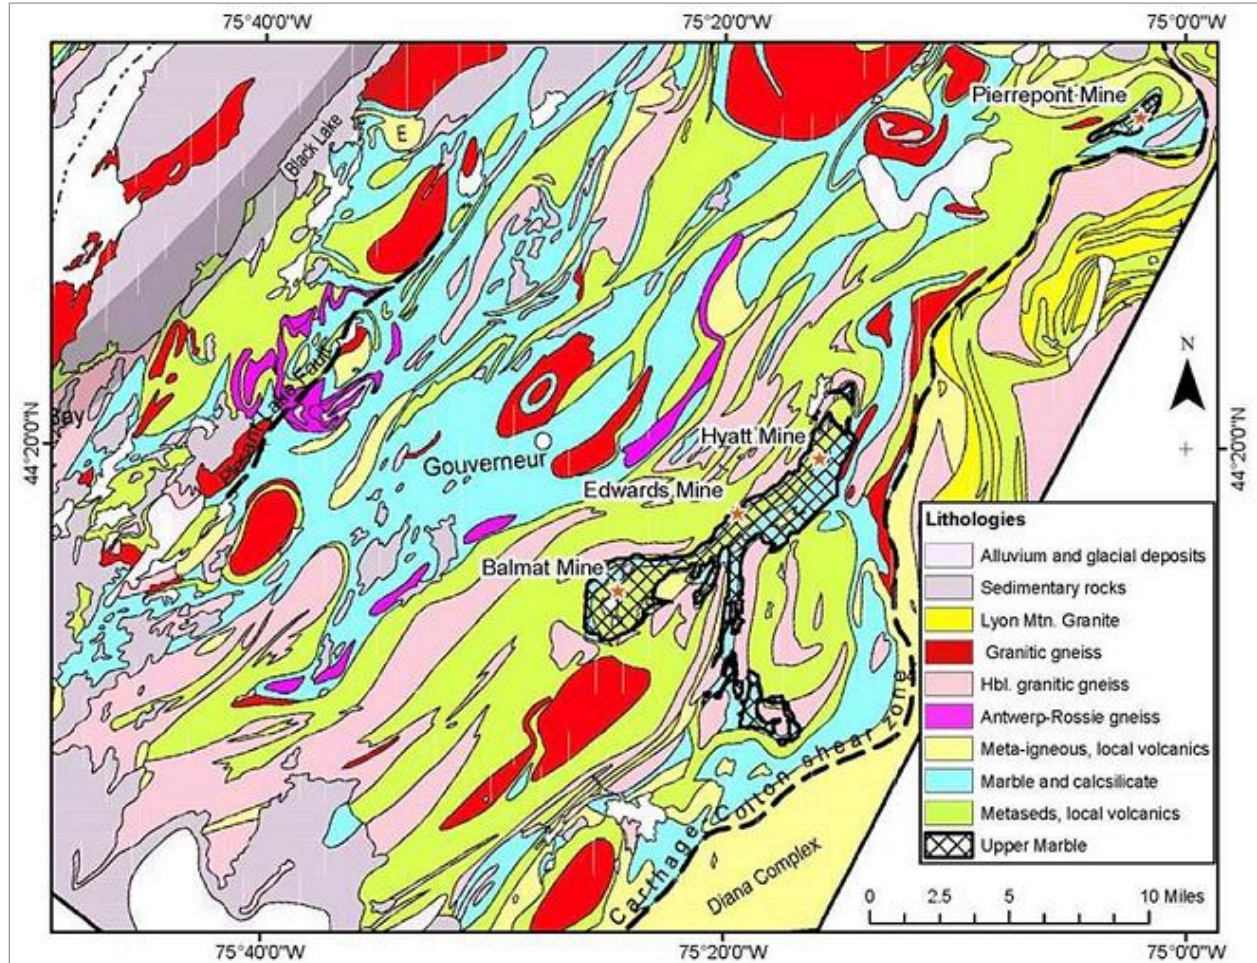 75°40'0"W
75°20'0"W
75°0'0"W
Pierrepont Mine
Black Lake
E
N
Pleasant Lake Fault
Bay
44°20'0"N
44°20'0"N
Hyatt Mine
Gouverneur
Edwards Mine
Balmat Mine
Lithologies
Alluvium and glacial deposits
Sedimentary rocks
Lyon Mtn. Granite
Granitic gneiss
Hbl. granitic gneiss
Antwerp-Rossie gneiss
Meta-igneous, local volcanics
Marble and calcsilicate
Metaseds, local volcanics
Upper Marble
Carthage Colton shear zone
Diana Complex
0 2.5 5 10 Miles
75°40'0"W
75°20'0"W
75°0'0"W